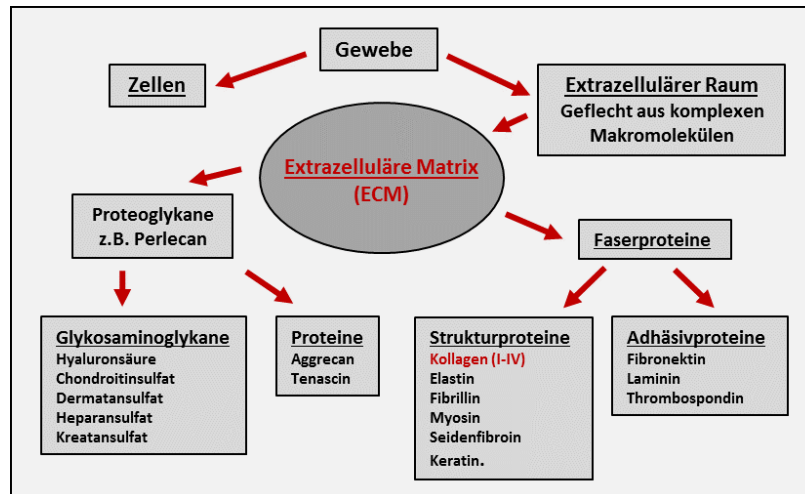 Gewebe
Zellen
Extrazellulärer Raum
Geflecht aus komplexen
Makromolekülen
Extrazelluläre Matrix
(ECM)
Proteoglykane
z.B. Perlecan
Faserproteine
Glykosaminoglykane
Hyaluronsäure
Chondroitinsulfat
Dermatansulfat
Heparansulfat
Kreatansulfat
Proteine
Aggrecan
Tenascin
Strukturproteine
Kollagen (I-IV)
Elastin
Fibrillin
Myosin
Seidenfibroin
Keratin.
Adhäsivproteine
Fibronektin
Laminin
Thrombospondin